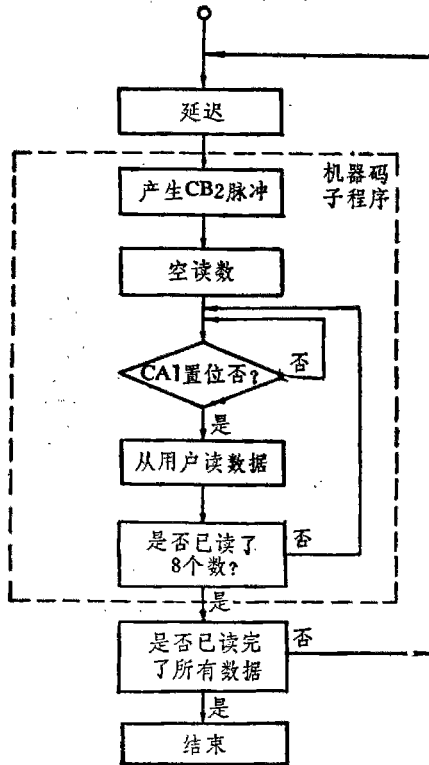 延迟
机器码
子程序
产生CB2脉冲
空读数
CA1置位否?
否
是
从用户读数据
是否已读了
8个数?
否
是
是否已读完
了所有数据
否
是
结束